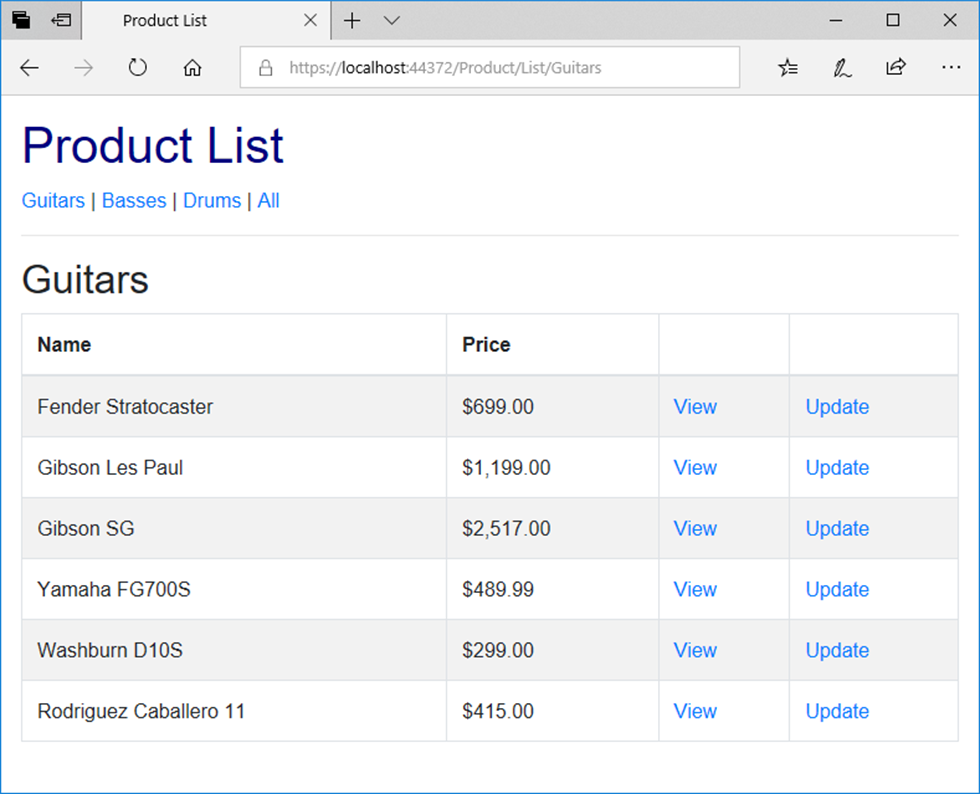 Product List
https://localhost:44372/Product/List/Guitars
Product List
Guitars | Basses | Drums | All
Guitars
Name Price
Fender Stratocaster $699.00 View Update
Gibson Les Paul $1,199.00 View Update
Gibson SG $2,517.00 View Update
Yamaha FG700S $489.99 View Update
Washburn D10S $299.00 View Update
Rodriguez Caballero 11 $415.00 View Update